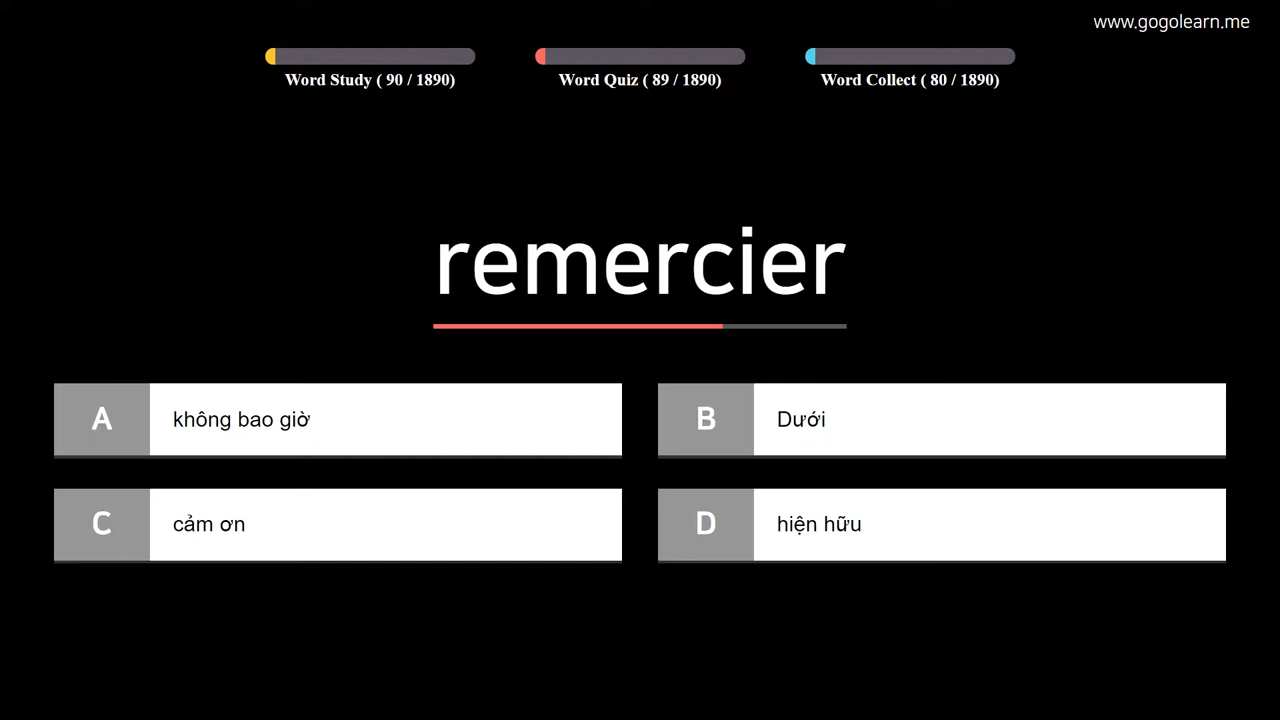 www.gogolearn.me
Word Study ( 90 / 1890)
Word Quiz ( 89 / 1890)
Word Collect ( 80 / 1890)
remercier
A không bao giờ
B Dưới
C cảm ơn
D hiện hữu